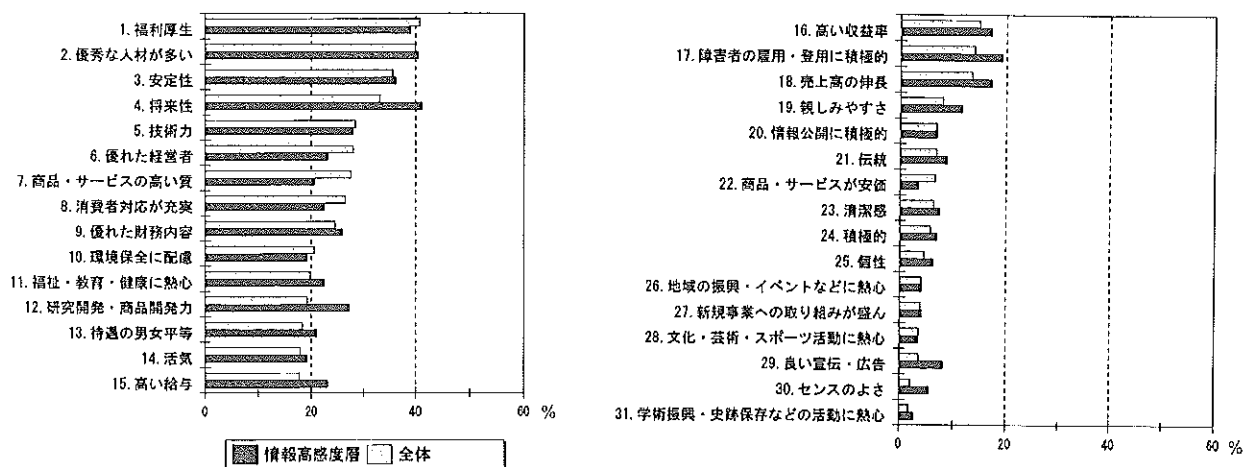 1. 福利厚生
2. 優秀な人材が多い
3. 安定性
4. 将来性
5. 技術力
6. 優れた経営者
7. 商品・サービスの高い質
8. 消費者対応が充実
9. 優れた財務内容
10. 環境保全に配慮
11. 福祉・教育・健康に熱心
12. 研究開発・商品開発力
13. 待遇の男女平等
14. 活気
15. 高い給与
0 20 40 60 %
情報高感度層 全体
16. 高い収益率
17. 障害者の雇用・登用に積極的
18. 売上高の伸長
19. 親しみやすさ
20. 情報公開に積極的
21. 伝統
22. 商品・サービスが安価
23. 清潔感
24. 積極的
25. 個性
26. 地域の振興・イベントなどに熱心
27. 新規事業への取り組みが盛ん
28. 文化・芸術・スポーツ活動に熱心
29. 良い宣伝・広告
30. センスのよさ
31. 学術振興・史跡保存などの活動に熱心
0 20 40 60 %